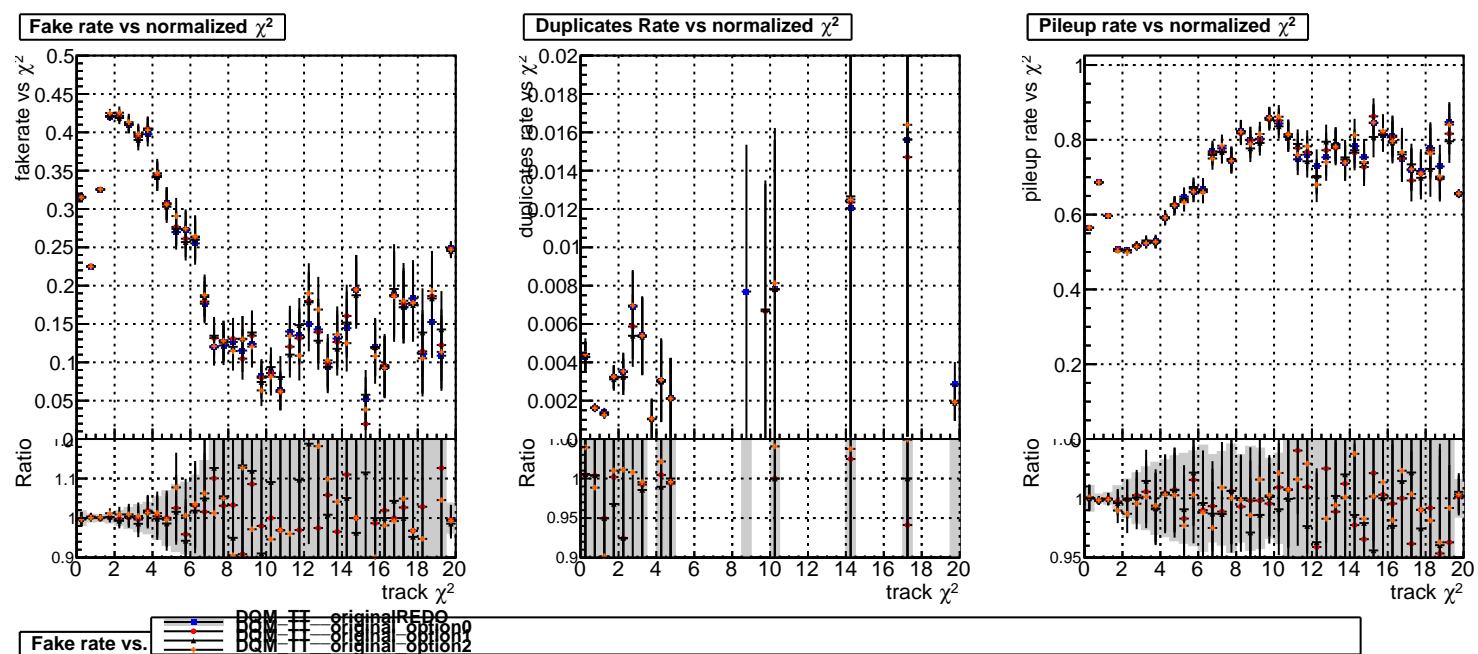 Fake rate vs normalized χ²
Duplicates Rate vs normalized χ²
Pileup rate vs normalized χ²
fakerate vs χ²
0.5
0.45
0.4
0.35
0.3
0.25
0.2
0.15
0.1
0.05
0
duplicates rate vs χ²
0.02
0.018
0.016
0.014
0.012
0.01
0.008
0.006
0.004
0.002
0
pileup rate vs χ²
1
0.8
0.6
0.4
0.2
0
Ratio
1.1
1
0.9
Ratio
1
0.95
0.9
Ratio
1
0.95
0 2 4 6 8 10 12 14 16 18 20
0 2 4 6 8 10 12 14 16 18 20
0 2 4 6 8 10 12 14 16 18 20
track χ²
track χ²
track χ²
Fake rate vs.
DQM_TT__originalREDO
DQM_TT__original_option0
DQM_TT__original_option1
DQM_TT__original_option2